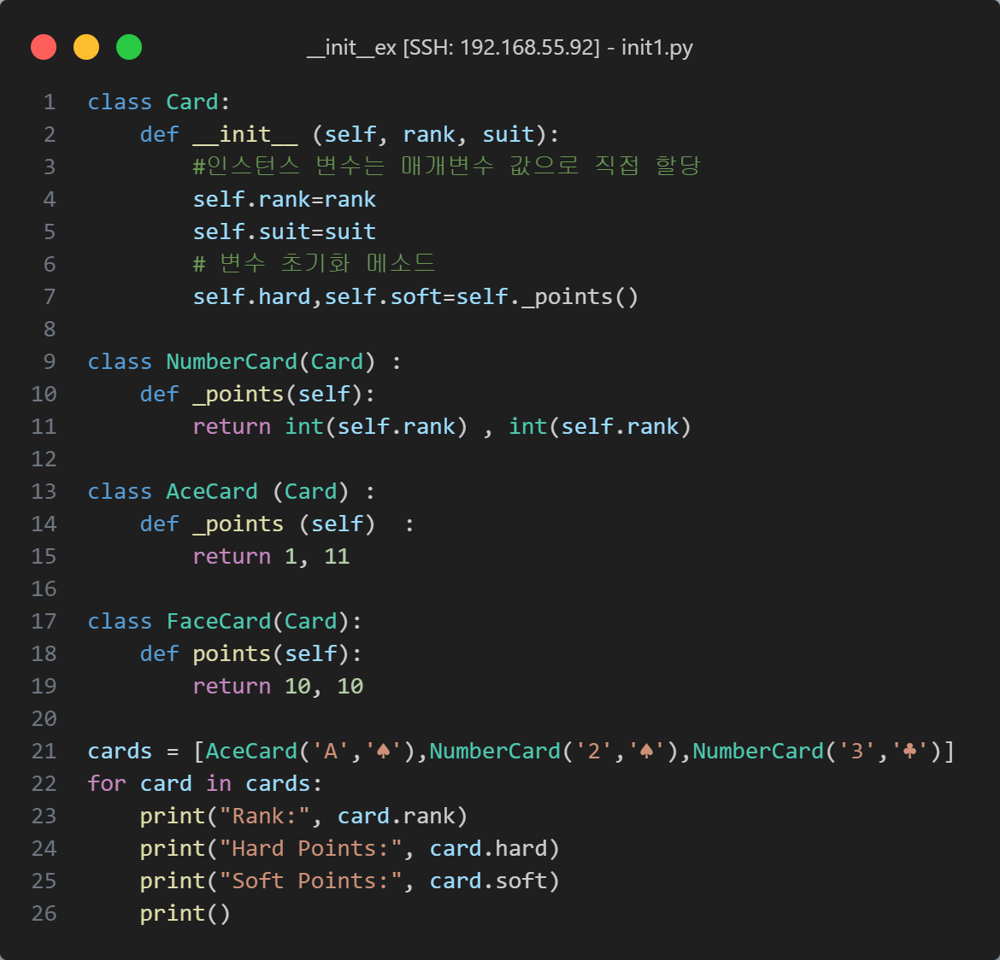 __init__ex [SSH: 192.168.55.92] - init1.py
1 class Card:
2     def __init__ (self, rank, suit):
3         #인스턴스 변수는 매개변수 값으로 직접 할당
4         self.rank=rank
5         self.suit=suit
6         # 변수 초기화 메소드
7         self.hard,self.soft=self._points()
8
9 class NumberCard(Card) :
10     def _points(self):
11         return int(self.rank) , int(self.rank)
12
13 class AceCard (Card) :
14     def _points (self)  :
15         return 1, 11
16
17 class FaceCard(Card):
18     def points(self):
19         return 10, 10
20
21 cards = [AceCard('A','♠'),NumberCard('2','♠'),NumberCard('3','♣')]
22 for card in cards:
23     print("Rank:", card.rank)
24     print("Hard Points:", card.hard)
25     print("Soft Points:", card.soft)
26     print()